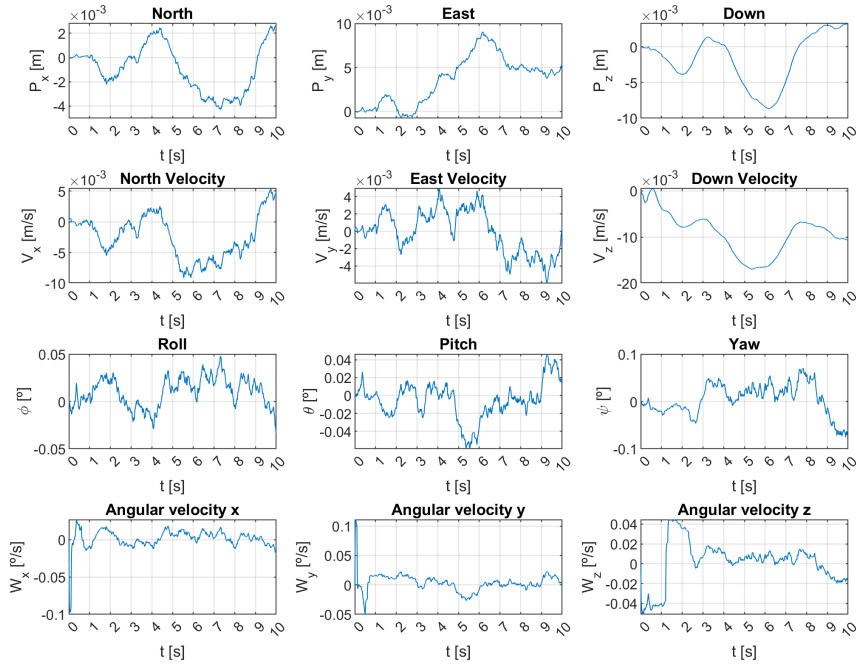 North
×10⁻³
P_x [m]
2
0
-2
-4
0 1 2 3 4 5 6 7 8 9 10
t [s]
East
×10⁻³
P_y [m]
10
5
0
0 1 2 3 4 5 6 7 8 9 10
t [s]
Down
×10⁻³
P_z [m]
0
-5
-10
0 1 2 3 4 5 6 7 8 9 10
t [s]
North Velocity
×10⁻³
V_x [m/s]
5
0
-5
-10
0 1 2 3 4 5 6 7 8 9 10
t [s]
East Velocity
×10⁻³
V_y [m/s]
4
2
0
-2
-4
0 1 2 3 4 5 6 7 8 9 10
t [s]
Down Velocity
×10⁻³
V_z [m/s]
0
-10
-20
0 1 2 3 4 5 6 7 8 9 10
t [s]
Roll
ϕ [º]
0.05
0
-0.05
0 1 2 3 4 5 6 7 8 9 10
t [s]
Pitch
θ [º]
0.04
0.02
0
-0.02
-0.04
0 1 2 3 4 5 6 7 8 9 10
t [s]
Yaw
ψ [º]
0.1
0
-0.1
0 1 2 3 4 5 6 7 8 9 10
t [s]
Angular velocity x
W_x [º/s]
0
-0.05
-0.1
0 1 2 3 4 5 6 7 8 9 10
t [s]
Angular velocity y
W_y [º/s]
0.1
0.05
0
-0.05
0 1 2 3 4 5 6 7 8 9 10
t [s]
Angular velocity z
W_z [º/s]
0.04
0.02
0
-0.02
-0.04
0 1 2 3 4 5 6 7 8 9 10
t [s]